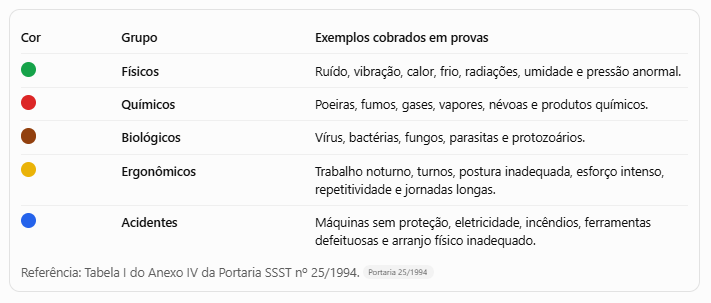 Cor Grupo Exemplos cobrados em provas
Físicos Ruído, vibração, calor, frio, radiações, umidade e pressão anormal.
Químicos Poeiras, fumos, gases, vapores, névoas e produtos químicos.
Biológicos Vírus, bactérias, fungos, parasitas e protozoários.
Ergonômicos Trabalho noturno, turnos, postura inadequada, esforço intenso,
repetitividade e jornadas longas.
Acidentes Máquinas sem proteção, eletricidade, incêndios, ferramentas
defeituosas e arranjo físico inadequado.
Referência: Tabela I do Anexo IV da Portaria SSST nº 25/1994. Portaria 25/1994